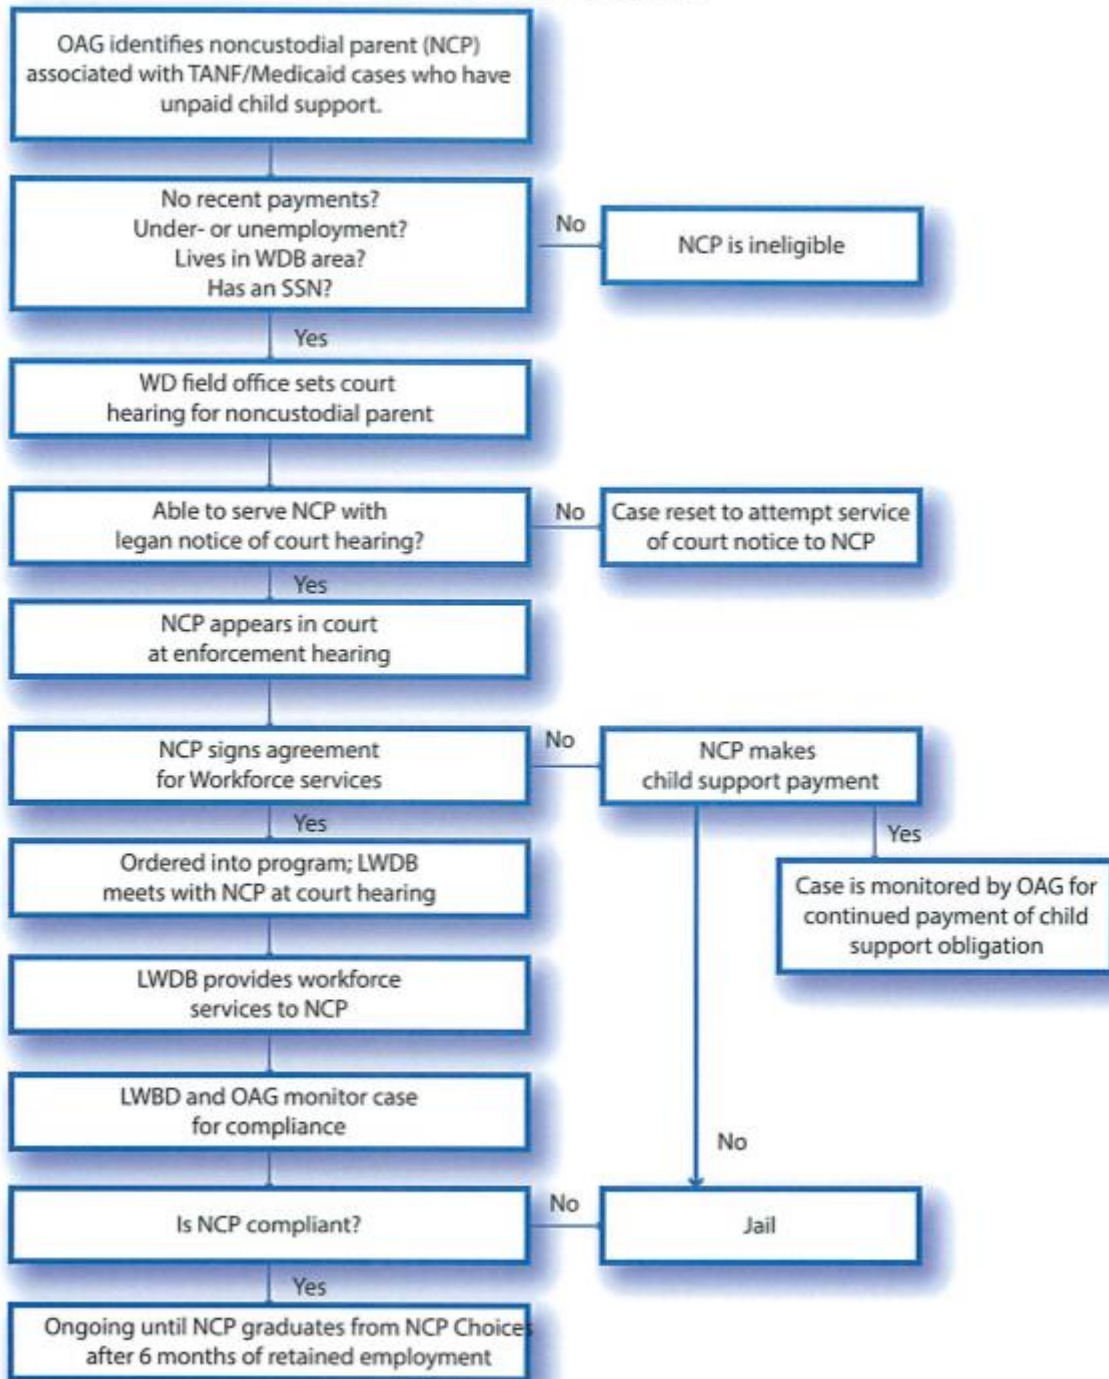 OAG identifies noncustodial parent (NCP)
associated with TANF/Medicaid cases who have
unpaid child support.
No recent payments?
Under- or unemployment?
Lives in WDB area?
Has an SSN?
No
NCP is ineligible
Yes
WD field office sets court
hearing for noncustodial parent
Able to serve NCP with
legan notice of court hearing?
No
Case reset to attempt service
of court notice to NCP
Yes
NCP appears in court
at enforcement hearing
NCP signs agreement
for Workforce services
No
NCP makes
child support payment
Yes
Yes
Ordered into program; LWDB
meets with NCP at court hearing
Case is monitored by OAG for
continued payment of child
support obligation
LWDB provides workforce
services to NCP
LWBD and OAG monitor case
for compliance
No
Is NCP compliant?
No
Jail
Yes
Ongoing until NCP graduates from NCP Choices
after 6 months of retained employment